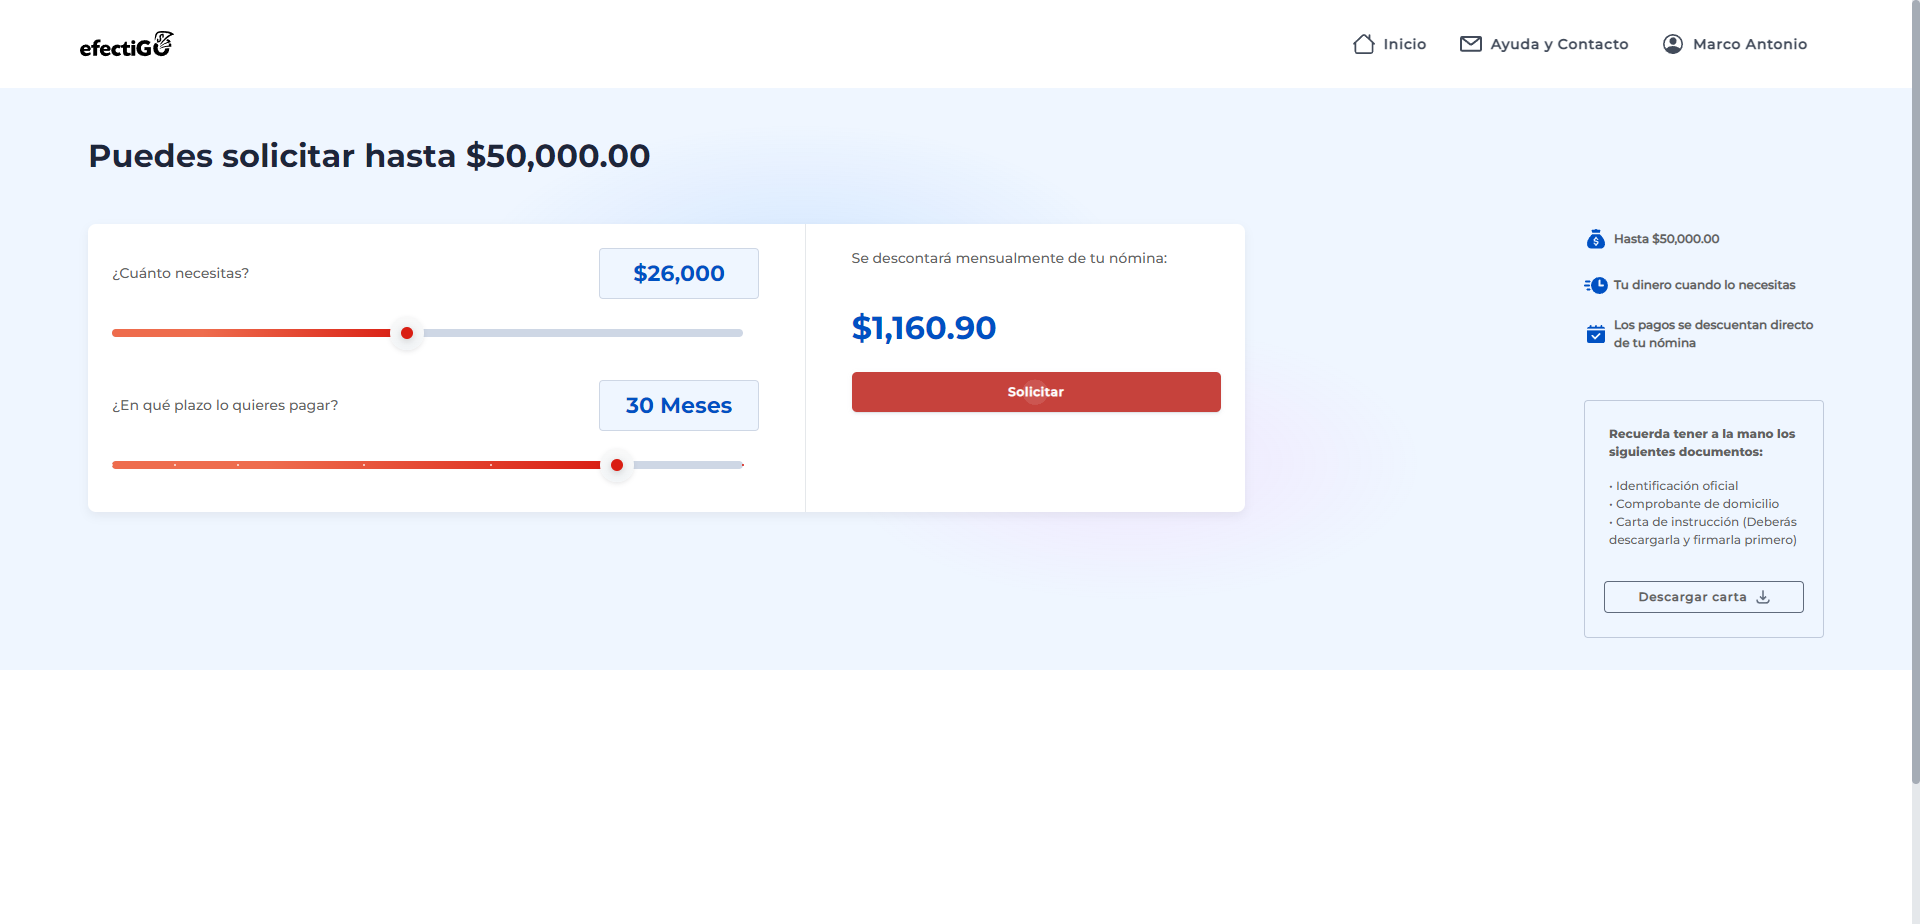 efectiGO
Inicio
Ayuda y Contacto
Marco Antonio
Puedes solicitar hasta $50,000.00
¿Cuánto necesitas?
$26,000
¿En qué plazo lo quieres pagar?
30 Meses
Se descontará mensualmente de tu nómina:
$1,160.90
Solicitar
Hasta $50,000.00
Tu dinero cuando lo necesitas
Los pagos se descuentan directo
de tu nómina
Recuerda tener a la mano los
siguientes documentos:
• Identificación oficial
• Comprobante de domicilio
• Carta de instrucción (Deberás
descargarla y firmarla primero)
Descargar carta